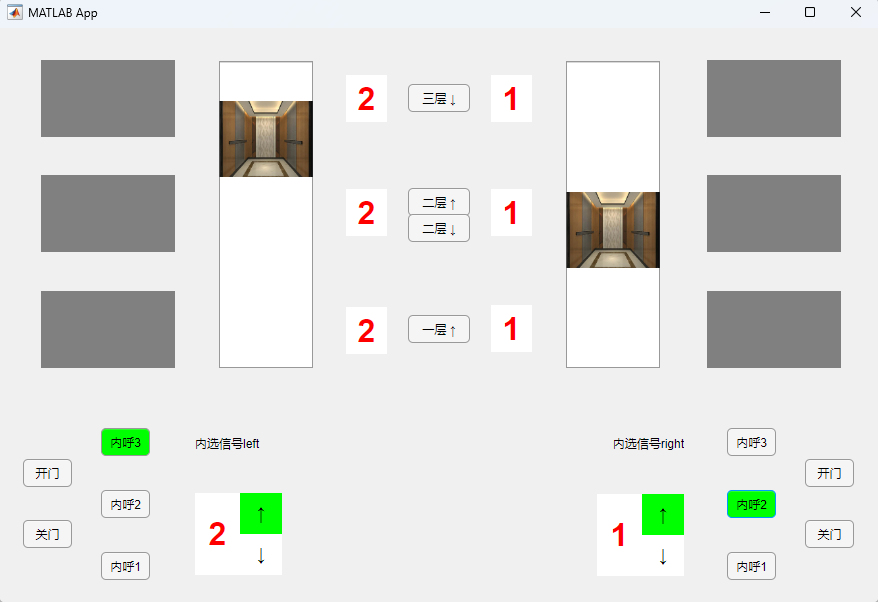 MATLAB App
2 三层↓ 1
2 二层↑ 1
二层↓
2 一层↑ 1
内呼3 内选信号left 内选信号right 内呼3
开门 开门
内呼2 2 ↑ 1 ↑ 内呼2
关门 ↓ ↓ 关门
内呼1 内呼1